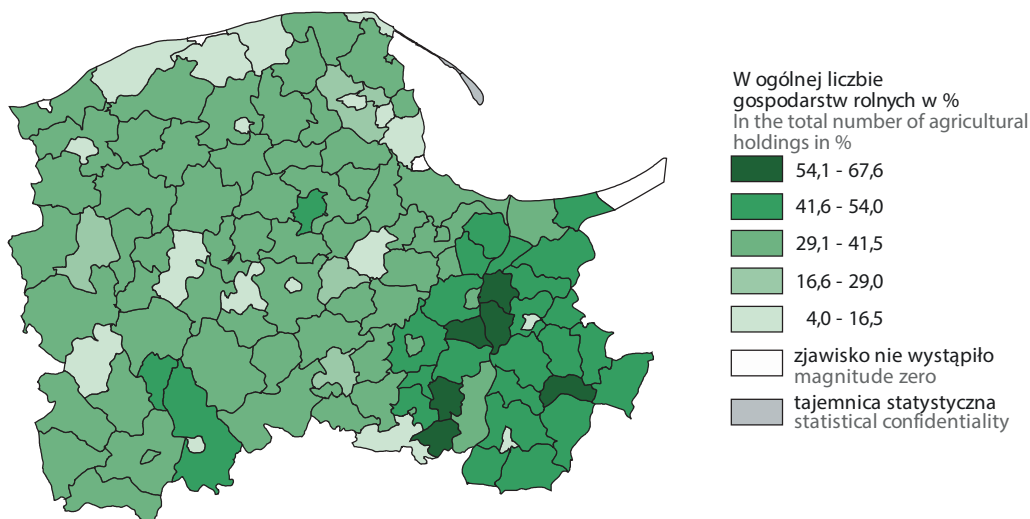 W ogólnej liczbie
gospodarstw rolnych w %
In the total number of agricultural
holdings in %
54,1 - 67,6
41,6 - 54,0
29,1 - 41,5
16,6 - 29,0
4,0 - 16,5
zjawisko nie wystąpiło
magnitude zero
tajemnica statystyczna
statistical confidentiality